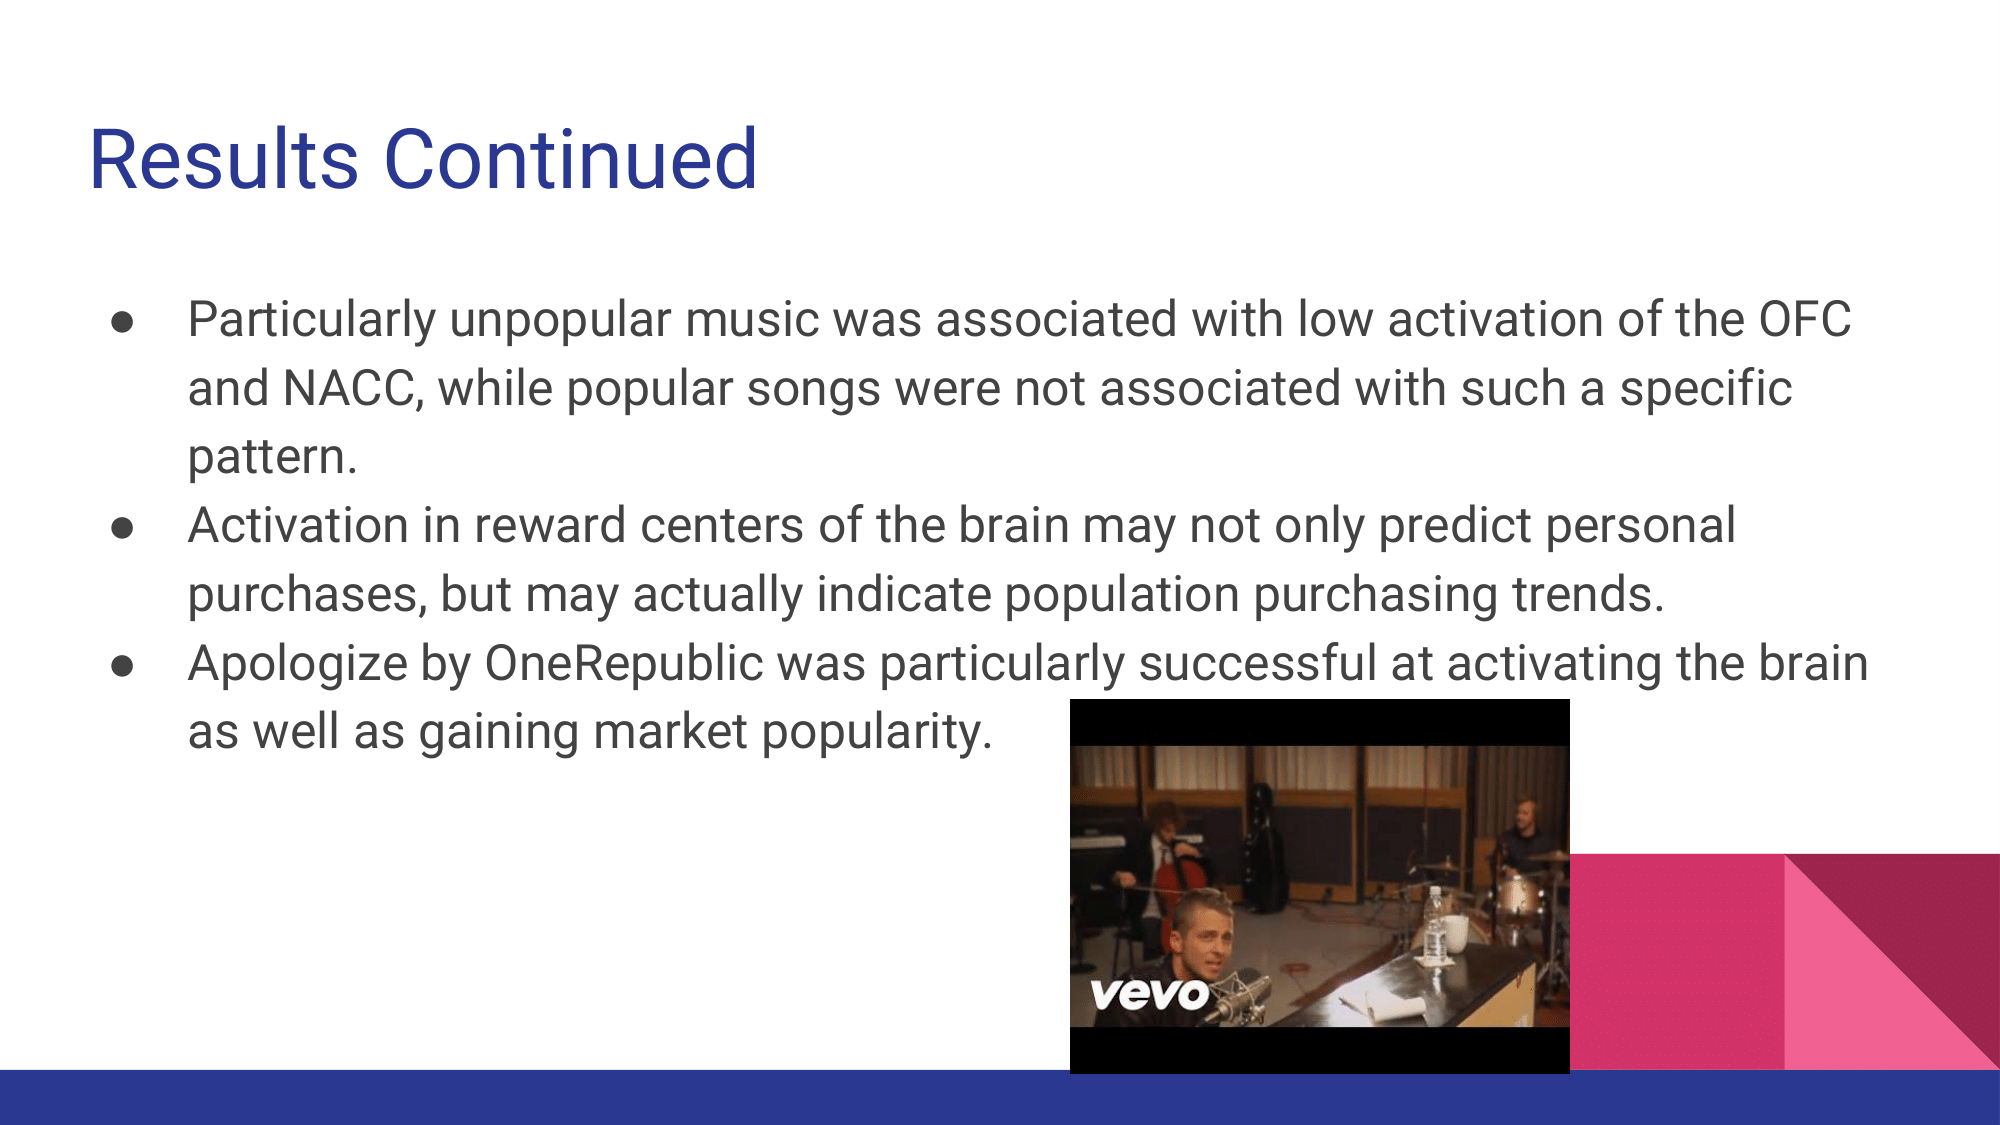 Results Continued
● Particularly unpopular music was associated with low activation of the OFC
and NACC, while popular songs were not associated with such a specific
pattern.
● Activation in reward centers of the brain may not only predict personal
purchases, but may actually indicate population purchasing trends.
● Apologize by OneRepublic was particularly successful at activating the brain
as well as gaining market popularity.
vevo